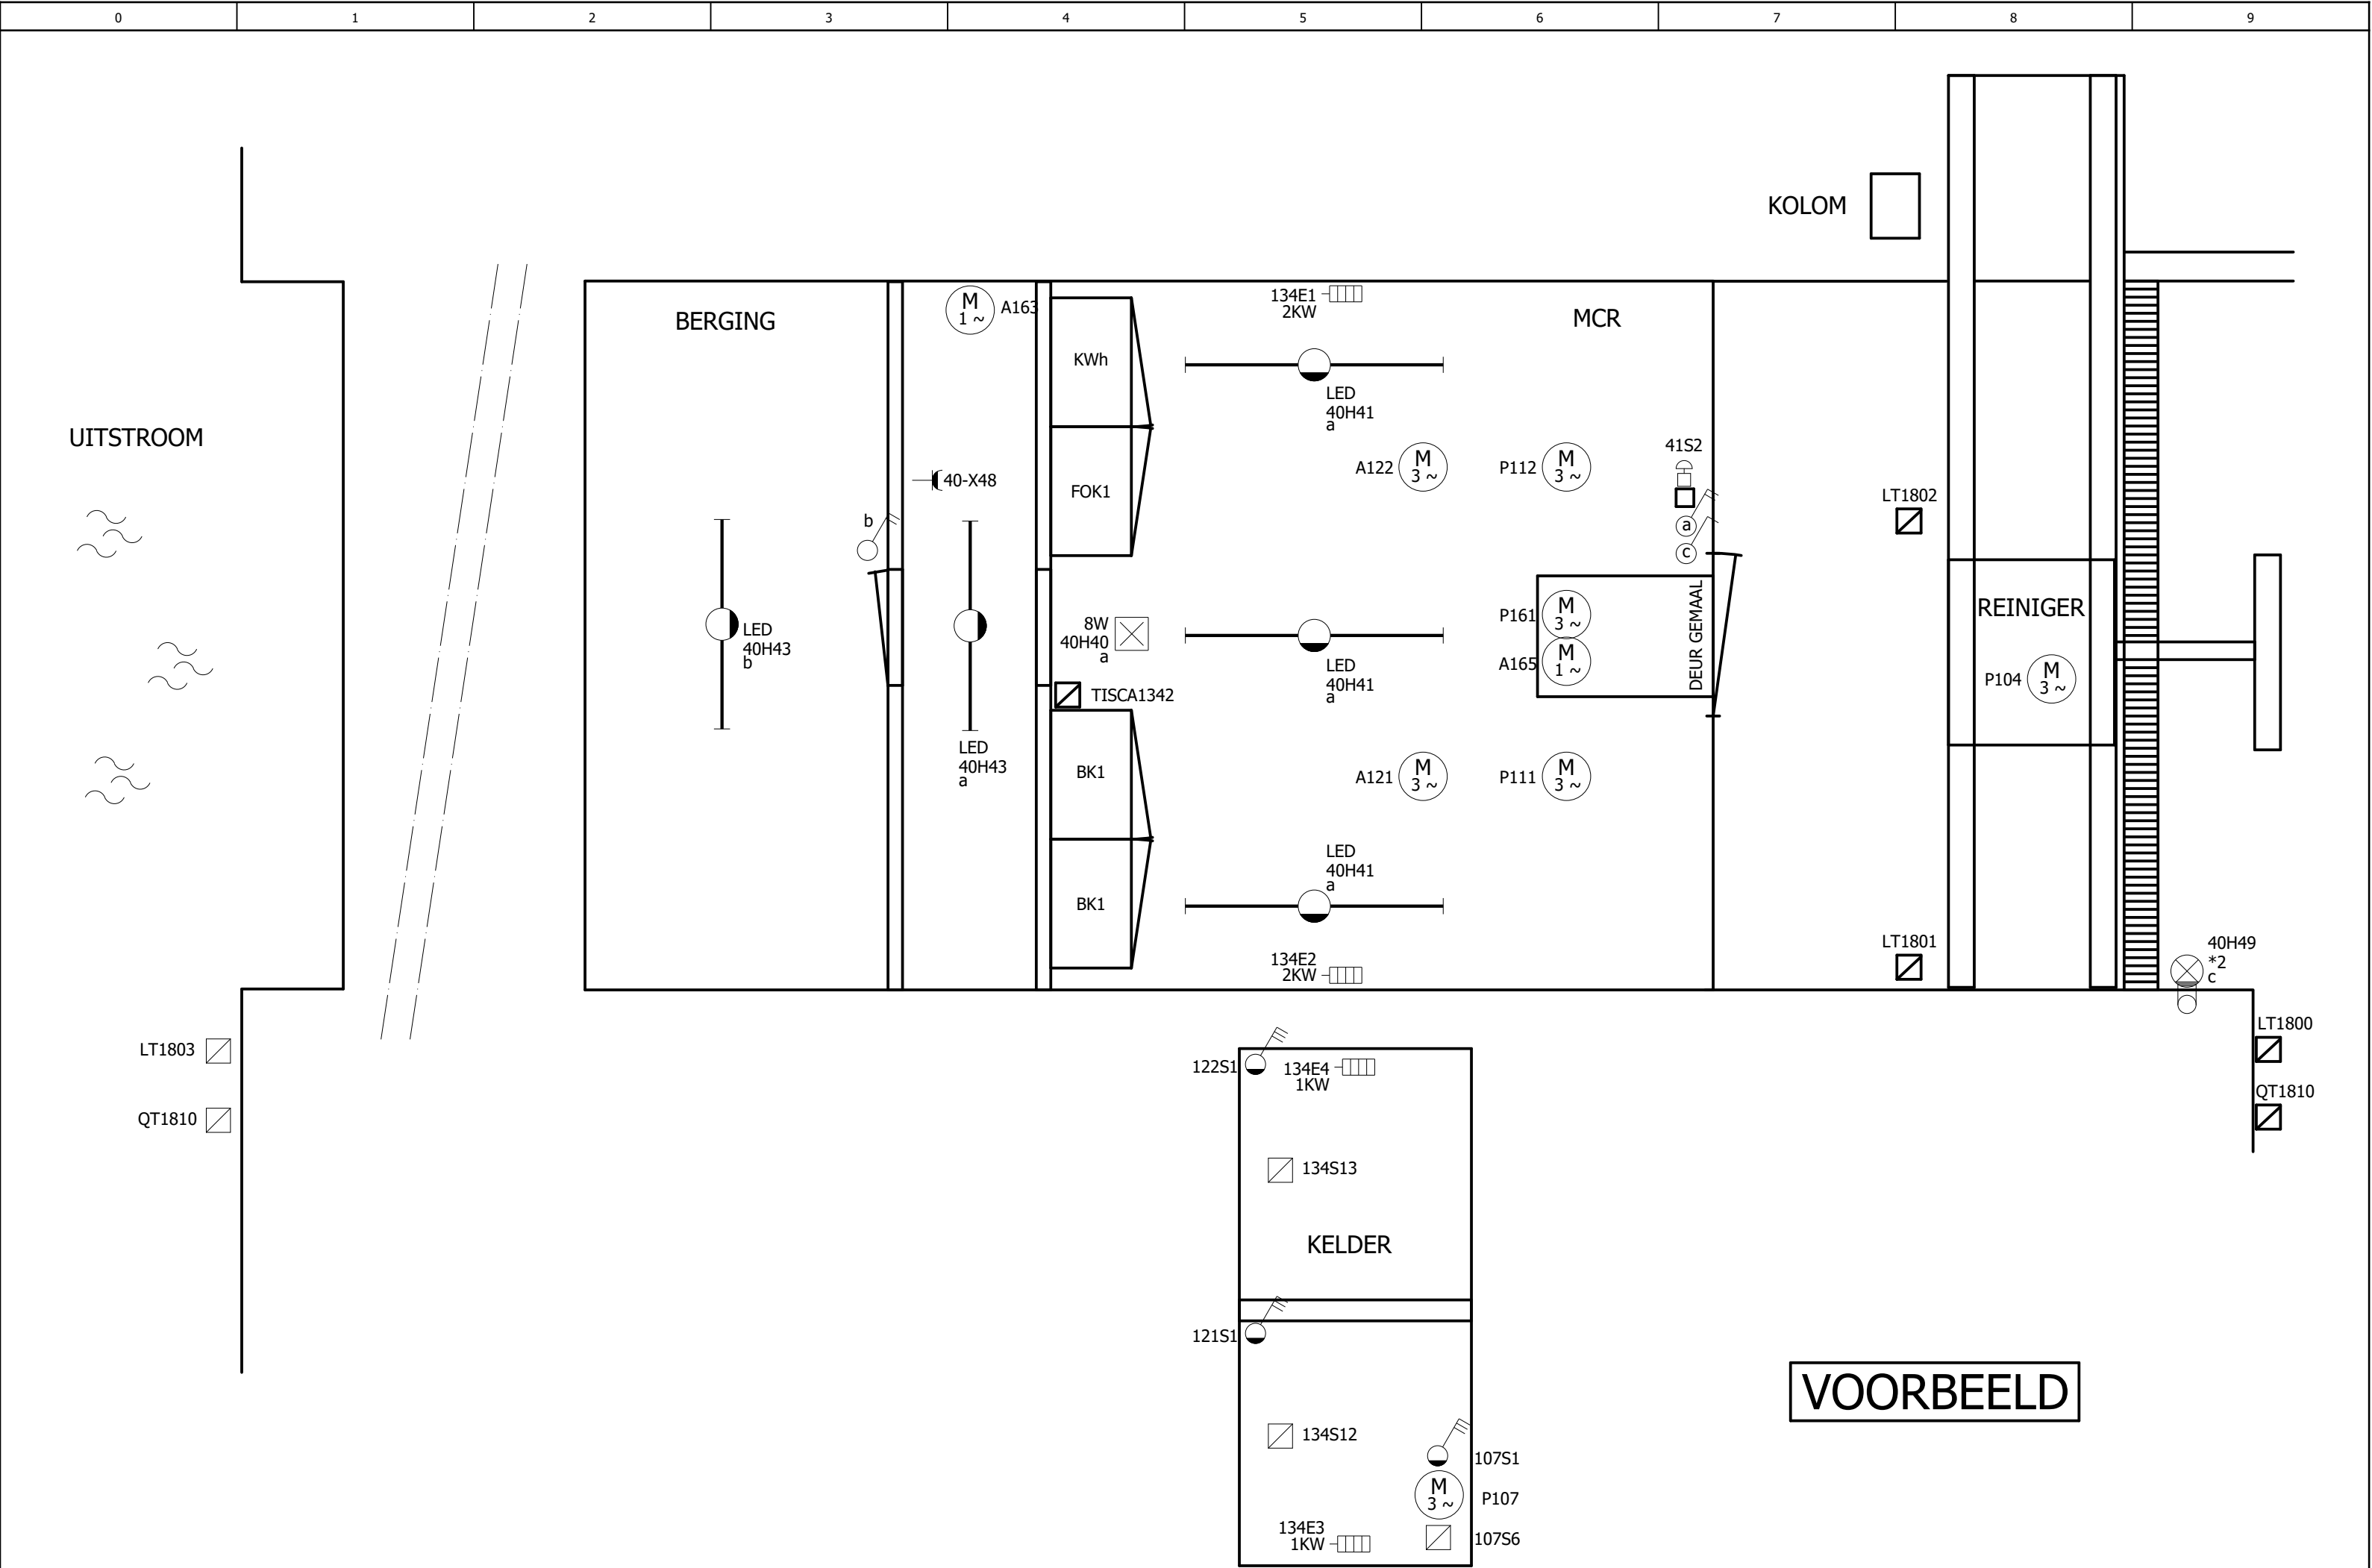 0 1 2 3 4 5 6 7 8 9
KOLOM
UITSTROOM
BERGING
M
1 ~
A163
134E1
2KW
MCR
KWh
FOK1
LED
40H41
a
A122
M
3 ~
P112
M
3 ~
41S2
a
c
LT1802
40-X48
b
LED
40H43
b
LED
40H43
a
8W
40H40
a
TISCA1342
LED
40H41
a
P161
M
3 ~
A165
M
1 ~
DEUR GEMAAL
REINIGER
P104
M
3 ~
BK1
BK1
A121
M
3 ~
P111
M
3 ~
LED
40H41
a
134E2
2KW
LT1801
40H49
*2
c
LT1800
QT1810
LT1803
QT1810
122S1
134E4
1KW
134S13
KELDER
121S1
134S12
107S1
M
3 ~
P107
134E3
1KW
107S6
VOORBEELD